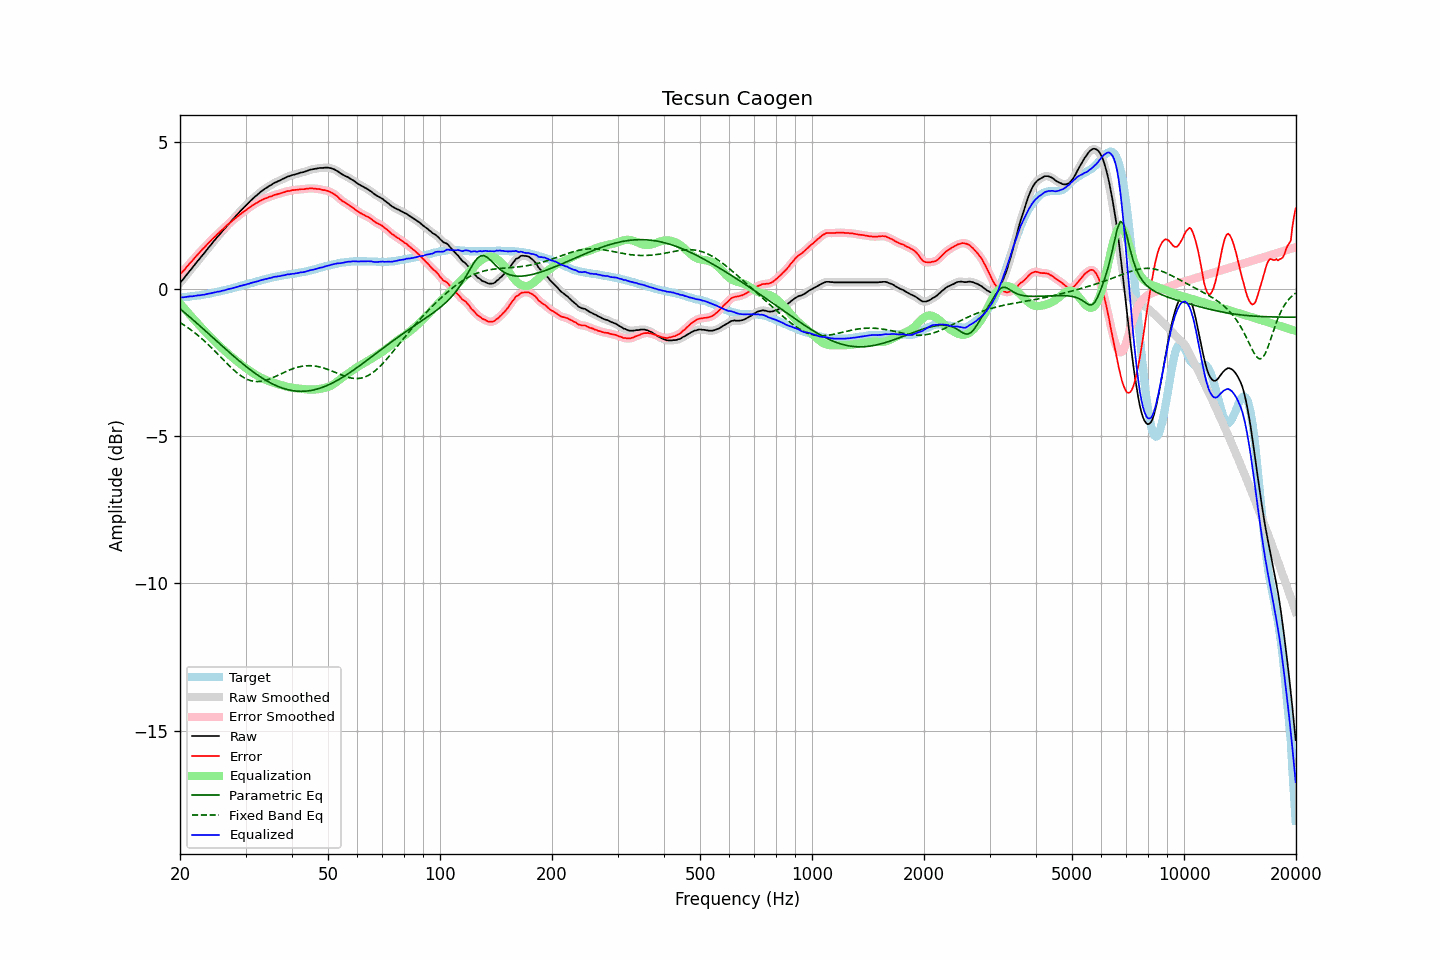 Tecsun Caogen
Amplitude (dBr)
5
0
−5
−10
−15
Target
Raw Smoothed
Error Smoothed
Raw
Error
Equalization
Parametric Eq
Fixed Band Eq
Equalized
20 50 100 200 500 1000 2000 5000 10000 20000
Frequency (Hz)